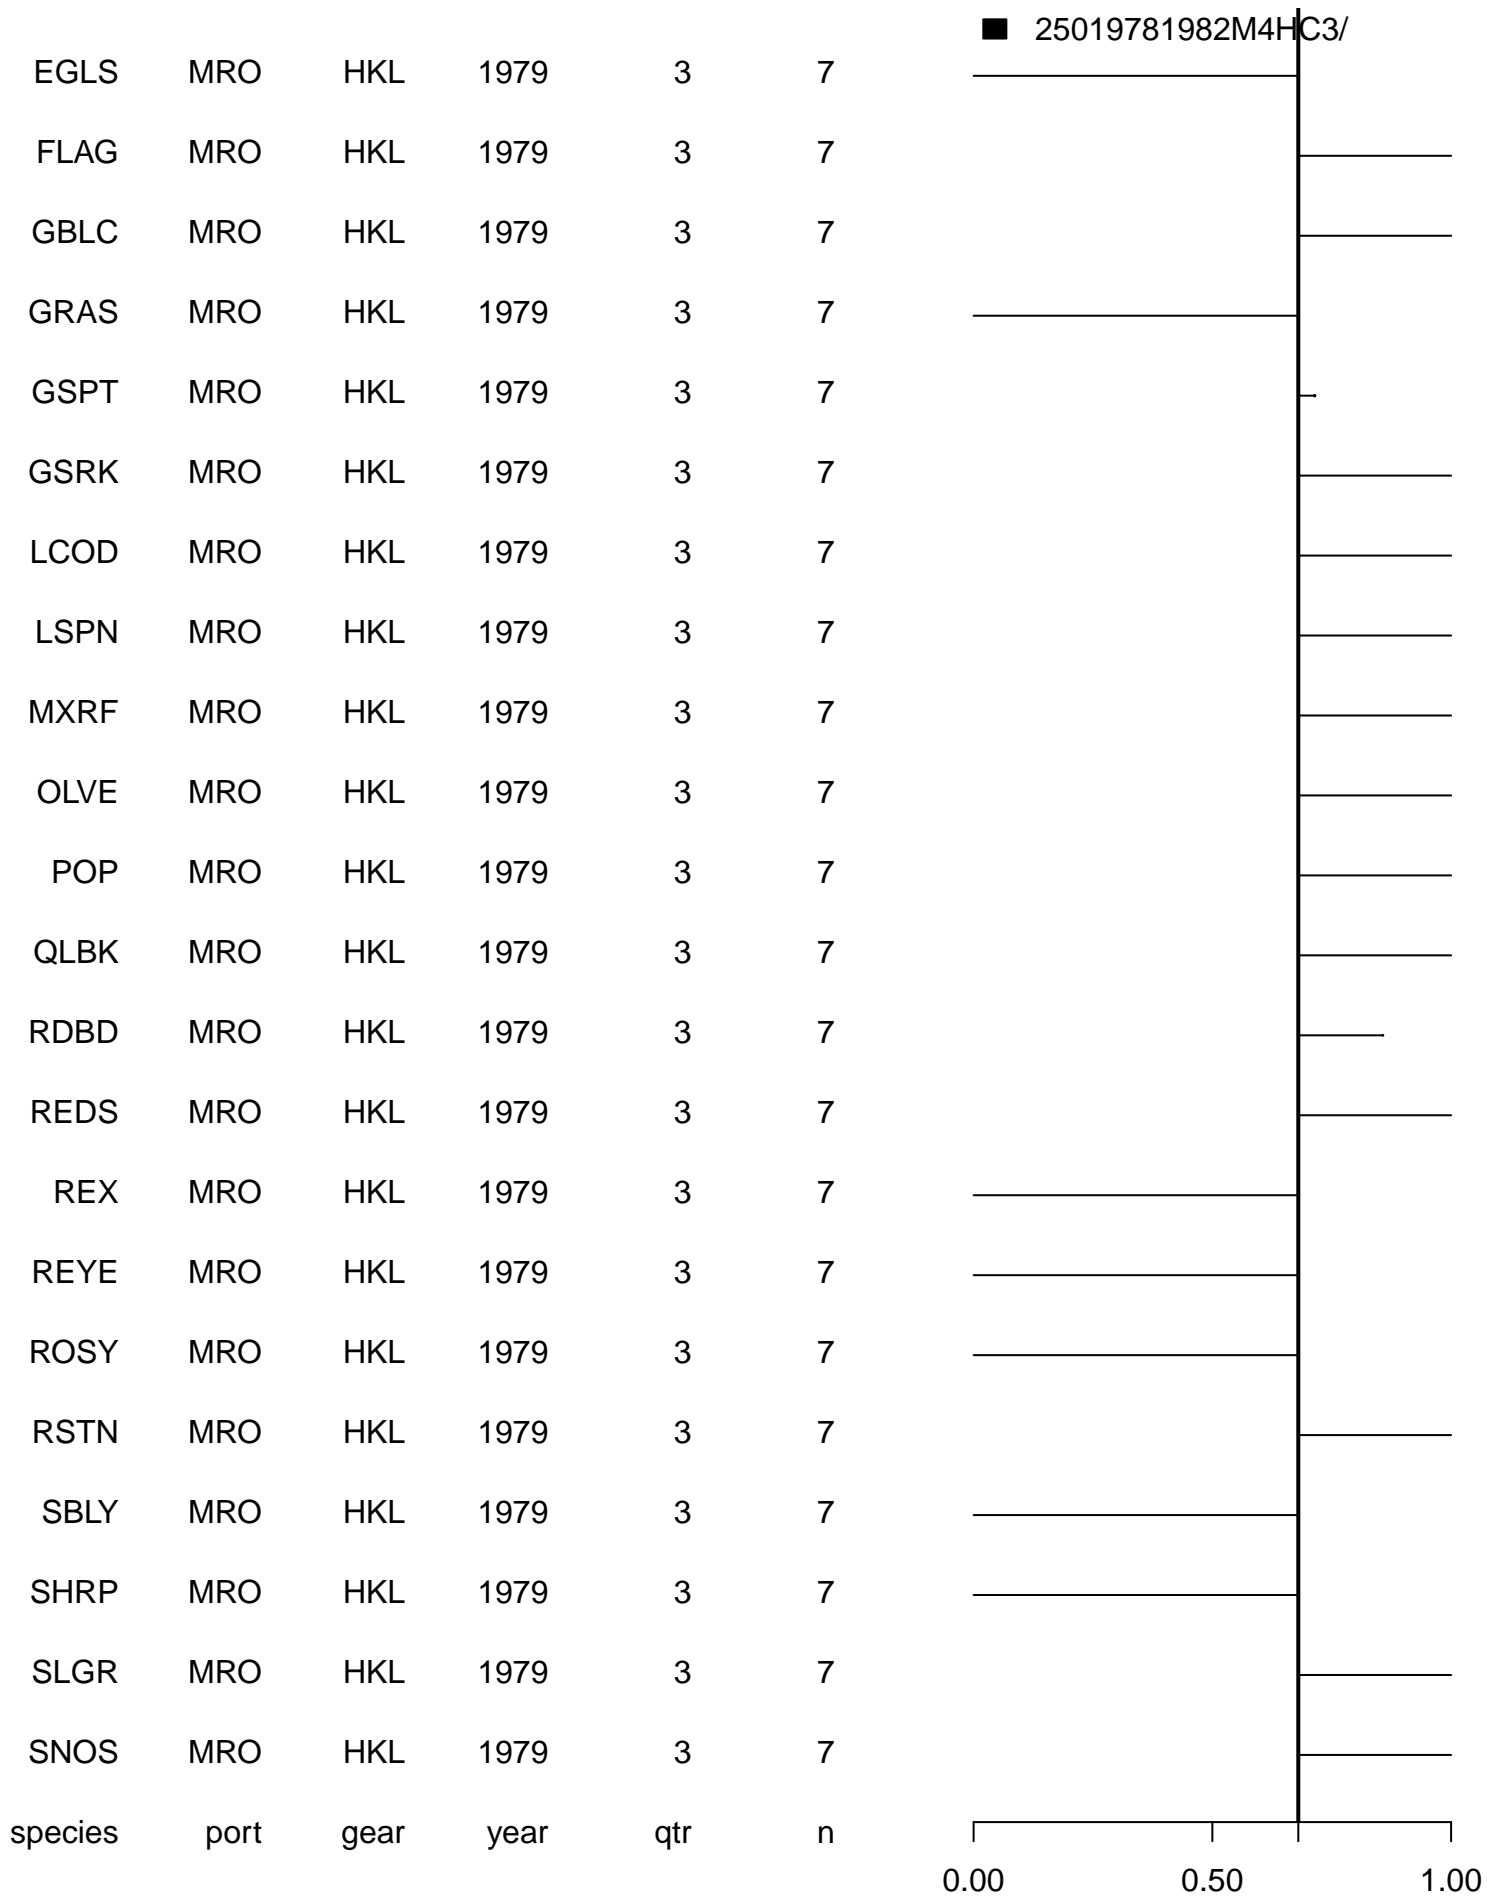 25019781982M4HC3/
EGLS MRO HKL 1979 3 7
FLAG MRO HKL 1979 3 7
GBLC MRO HKL 1979 3 7
GRAS MRO HKL 1979 3 7
GSPT MRO HKL 1979 3 7
GSRK MRO HKL 1979 3 7
LCOD MRO HKL 1979 3 7
LSPN MRO HKL 1979 3 7
MXRF MRO HKL 1979 3 7
OLVE MRO HKL 1979 3 7
POP MRO HKL 1979 3 7
QLBK MRO HKL 1979 3 7
RDBD MRO HKL 1979 3 7
REDS MRO HKL 1979 3 7
REX MRO HKL 1979 3 7
REYE MRO HKL 1979 3 7
ROSY MRO HKL 1979 3 7
RSTN MRO HKL 1979 3 7
SBLY MRO HKL 1979 3 7
SHRP MRO HKL 1979 3 7
SLGR MRO HKL 1979 3 7
SNOS MRO HKL 1979 3 7
species port gear year qtr n
0.00 0.50 1.00